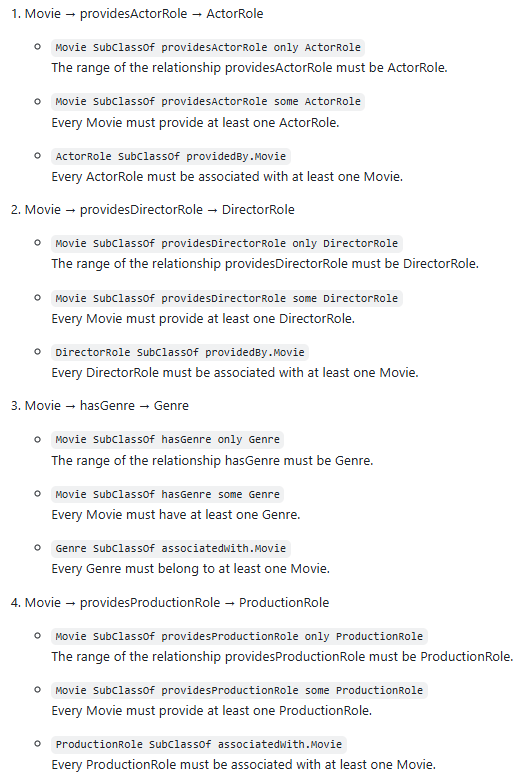 1. Movie → providesActorRole → ActorRole
Movie SubClassOf providesActorRole only ActorRole
The range of the relationship providesActorRole must be ActorRole.
Movie SubClassOf providesActorRole some ActorRole
Every Movie must provide at least one ActorRole.
ActorRole SubClassOf providedBy.Movie
Every ActorRole must be associated with at least one Movie.
2. Movie → providesDirectorRole → DirectorRole
Movie SubClassOf providesDirectorRole only DirectorRole
The range of the relationship providesDirectorRole must be DirectorRole.
Movie SubClassOf providesDirectorRole some DirectorRole
Every Movie must provide at least one DirectorRole.
DirectorRole SubClassOf providedBy.Movie
Every DirectorRole must be associated with at least one Movie.
3. Movie → hasGenre → Genre
Movie SubClassOf hasGenre only Genre
The range of the relationship hasGenre must be Genre.
Movie SubClassOf hasGenre some Genre
Every Movie must have at least one Genre.
Genre SubClassOf associatedWith.Movie
Every Genre must belong to at least one Movie.
4. Movie → providesProductionRole → ProductionRole
Movie SubClassOf providesProductionRole only ProductionRole
The range of the relationship providesProductionRole must be ProductionRole.
Movie SubClassOf providesProductionRole some ProductionRole
Every Movie must provide at least one ProductionRole.
ProductionRole SubClassOf associatedWith.Movie
Every ProductionRole must be associated with at least one Movie.